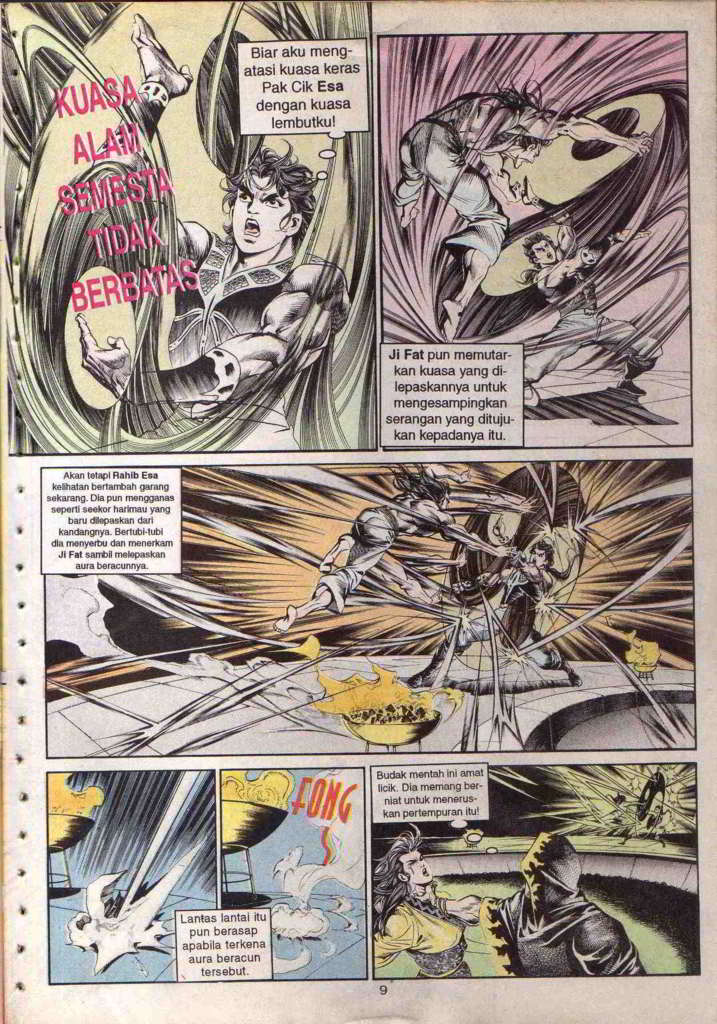 KUASA
ALAM
SEMESTA
TIDAK
BERBATAS
Biar aku meng-
atasi kuasa keras
Pak Cik Esa
dengan kuasa
lembutku!
Ji Fat pun memutar-
kan kuasa yang di-
lepaskannya untuk
mengesampingkan
serangan yang dituju-
kan kepadanya itu.
Akan tetapi Rahib Esa
kelihatan bertambah garang
sekarang. Dia pun mengganas
seperti seekor harimau yang
baru dilepaskan dari
kandangnya. Bertubi-tubi
dia menyerbu dan menerkam
Ji Fat sambil melepaskan
aura beracunnya.
FONG
Lantas lantai itu
pun berasap
apabila terkena
aura beracun
tersebut.
Budak mentah ini amat
licik. Dia memang ber-
niat untuk menerus-
kan pertempuran itu!
9